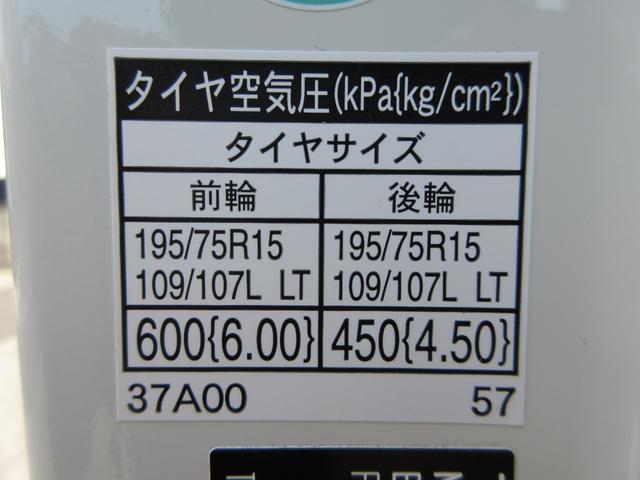 タイヤ空気圧(kPa{kg/cm²})
タイヤサイズ
前輪 後輪
195/75R15 195/75R15
109/107L LT 109/107L LT
600{6.00} 450{4.50}
37A00 57